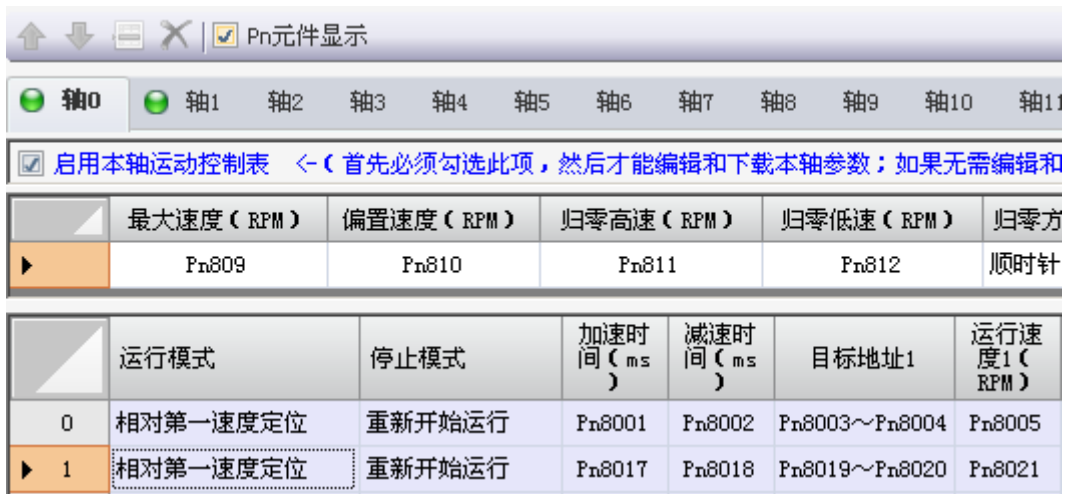 Pn元件显示
轴0 轴1 轴2 轴3 轴4 轴5 轴6 轴7 轴8 轴9 轴10 轴11
启用本轴运动控制表 <-(首先必须勾选此项,然后才能编辑和下载本轴参数;如果无需编辑和
最大速度(RPM) 偏置速度(RPM) 归零高速(RPM) 归零低速(RPM) 归零方
Pn809 Pn810 Pn811 Pn812 顺时针
运行模式 停止模式 加速时间(ms) 减速时间(ms) 目标地址1 运行速度1(RPM)
0 相对第一速度定位 重新开始运行 Pn8001 Pn8002 Pn8003~Pn8004 Pn8005
1 相对第一速度定位 重新开始运行 Pn8017 Pn8018 Pn8019~Pn8020 Pn8021